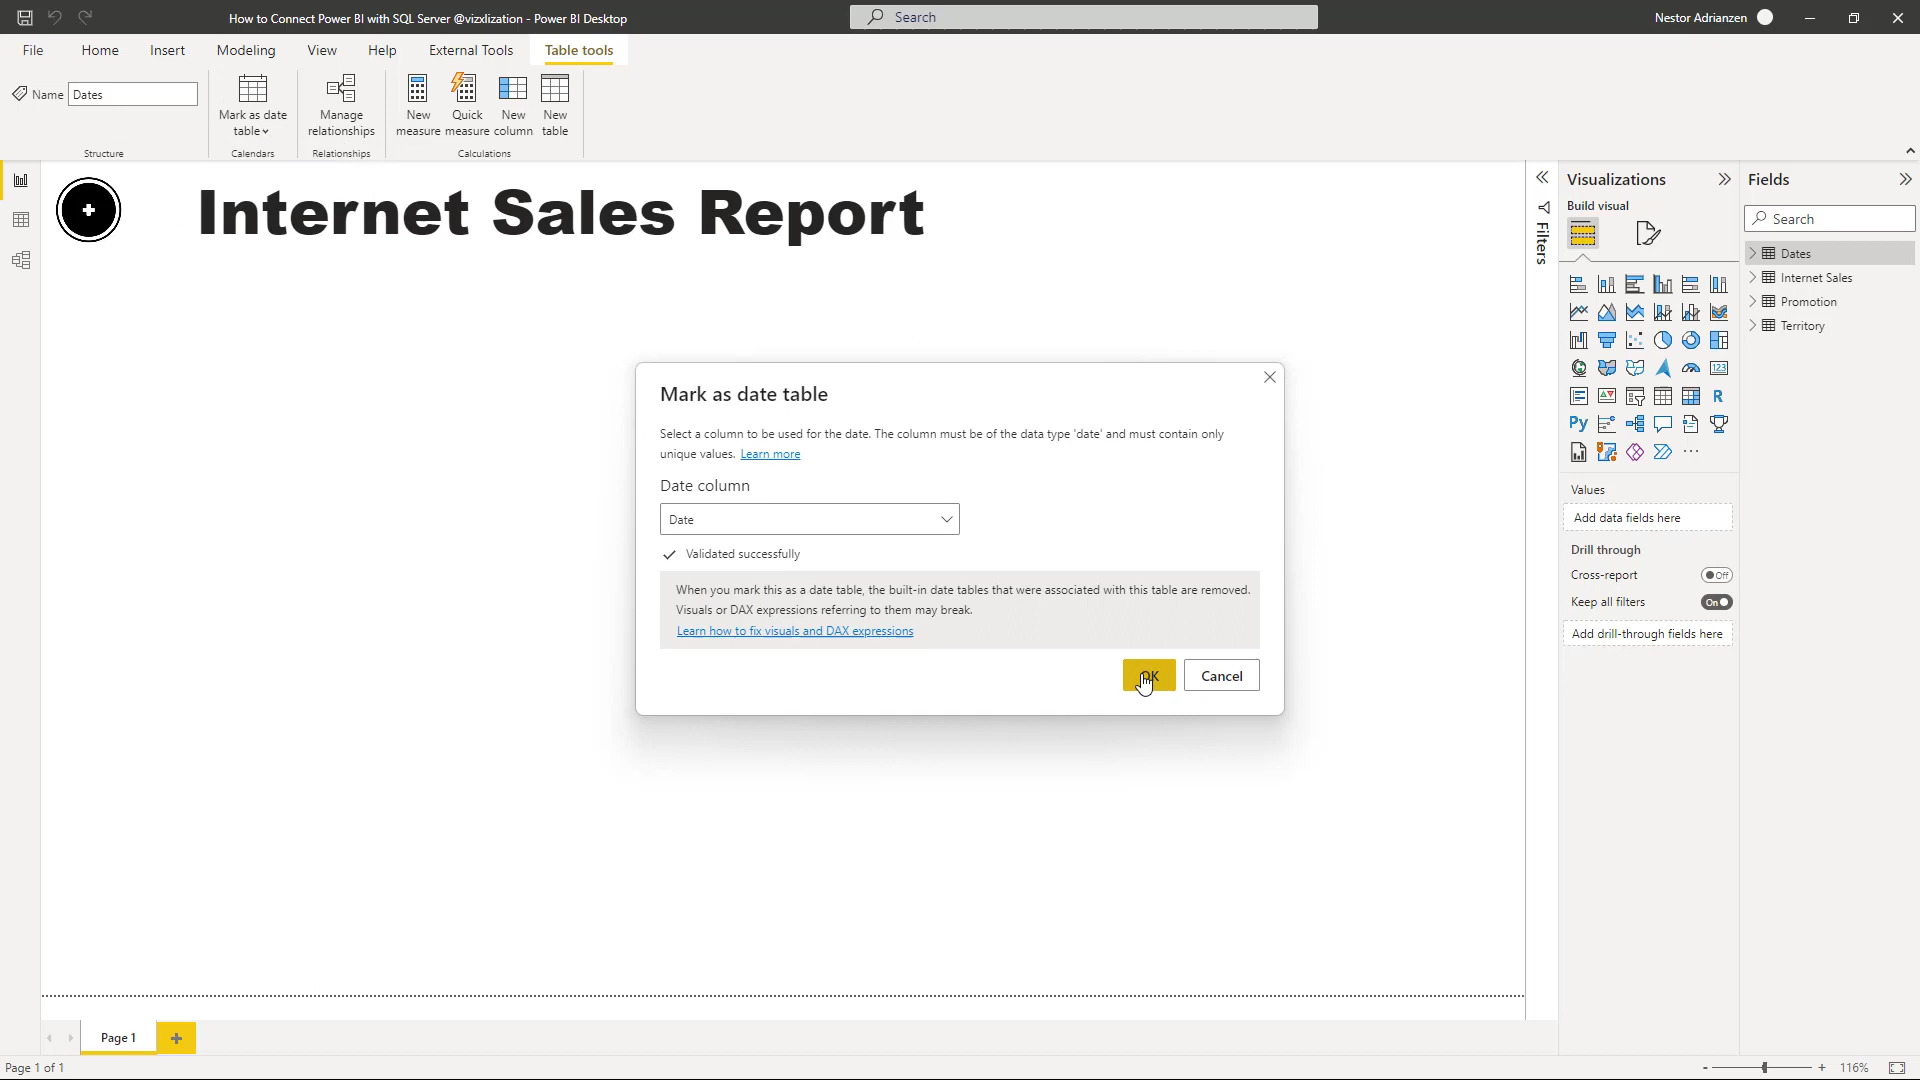 How to Connect Power BI with SQL Server @vizxlization - Power BI Desktop
Search
Nestor Adrianzen
File
Home
Insert
Modeling
View
Help
External Tools
Table tools
Name
Dates
Mark as date
table
Manage
relationships
New
measure
Quick
measure
New
column
New
table
Structure
Calendars
Relationships
Calculations
Internet Sales Report
Filters
Visualizations
Build visual
123
R
Py
Values
Add data fields here
Drill through
Cross-report
Off
Keep all filters
On
Add drill-through fields here
Fields
Search
Dates
Internet Sales
Promotion
Territory
Mark as date table
Select a column to be used for the date. The column must be of the data type 'date' and must contain only
unique values. Learn more
Date column
Date
Validated successfully
When you mark this as a date table, the built-in date tables that were associated with this table are removed.
Visuals or DAX expressions referring to them may break.
Learn how to fix visuals and DAX expressions
OK
Cancel
Page 1
Page 1 of 1
116%